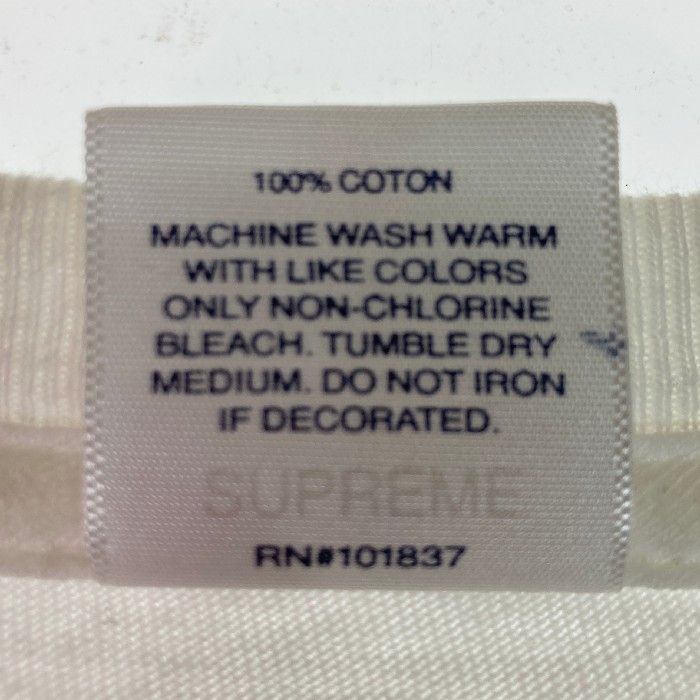 100% COTON
MACHINE WASH WARM
WITH LIKE COLORS
ONLY NON-CHLORINE
BLEACH. TUMBLE DRY
MEDIUM. DO NOT IRON
IF DECORATED.
SUPREME
RN#101837